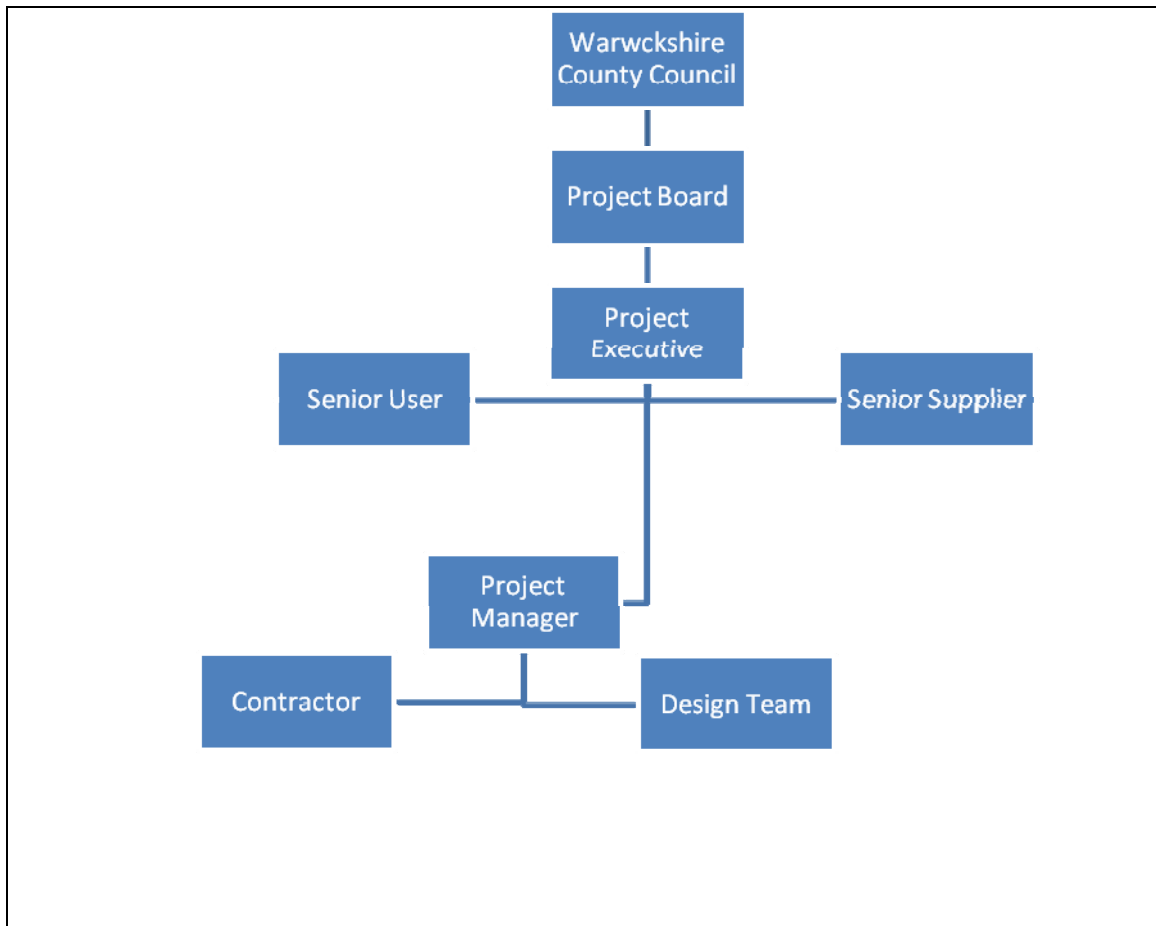 Warwckshire
County Council
Project Board
Project
Executive
Senior User
Senior Supplier
Project
Manager
Contractor
Design Team